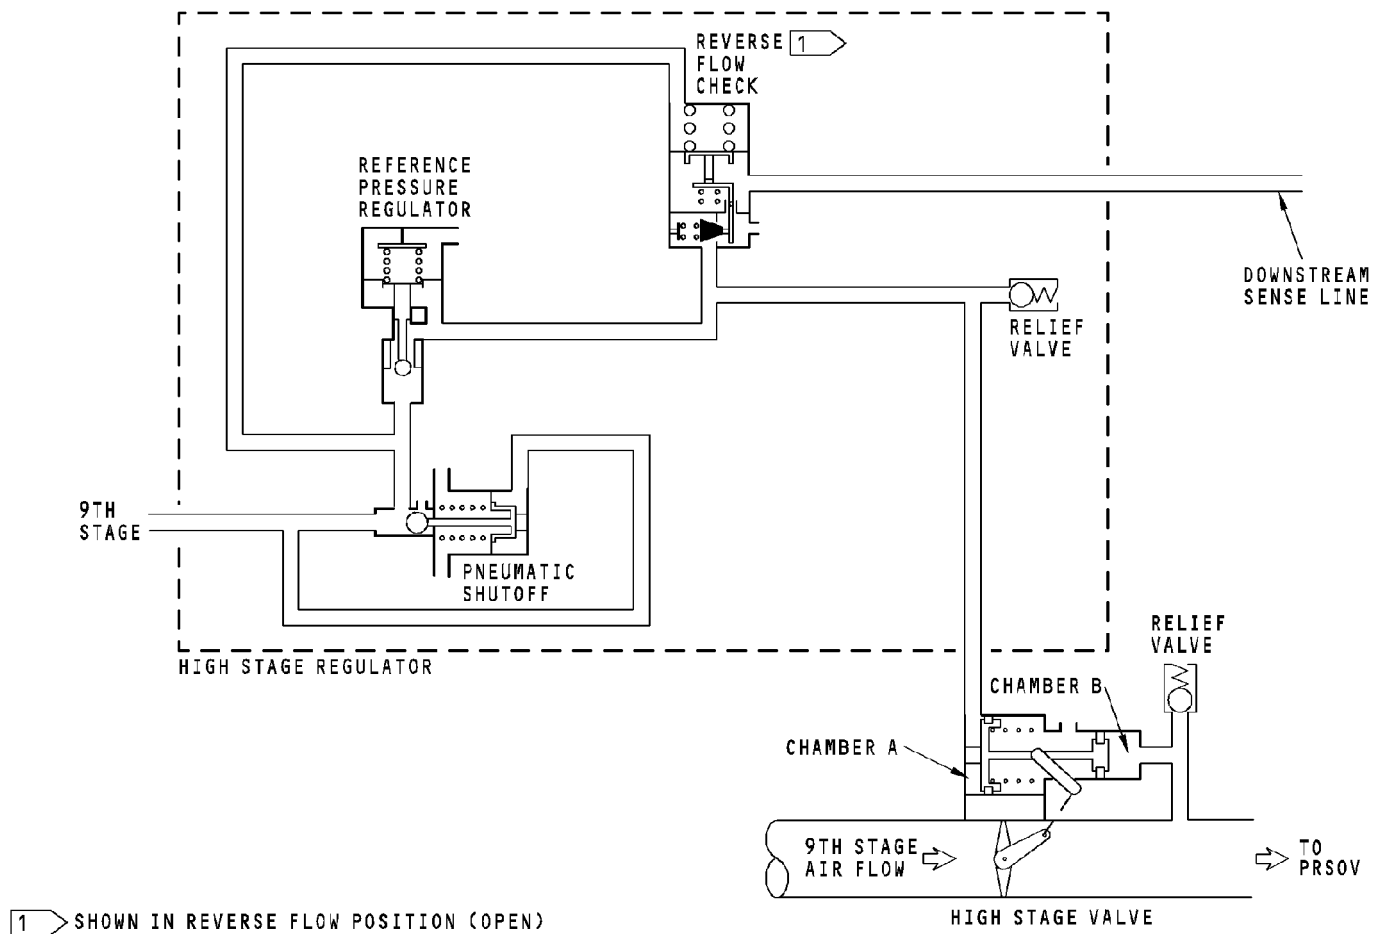 REVERSE 1
FLOW
CHECK
REFERENCE
PRESSURE
REGULATOR
DOWNSTREAM
SENSE LINE
RELIEF
VALVE
9TH
STAGE
PNEUMATIC
SHUTOFF
HIGH STAGE REGULATOR
RELIEF
VALVE
CHAMBER B
CHAMBER A
9TH STAGE
AIR FLOW
TO
PRSOV
HIGH STAGE VALVE
1 SHOWN IN REVERSE FLOW POSITION (OPEN)